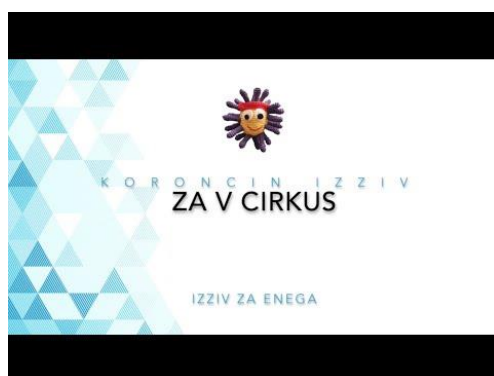 KORONCIN IZZIV
ZA V CIRKUS
IZZIV ZA ENEGA